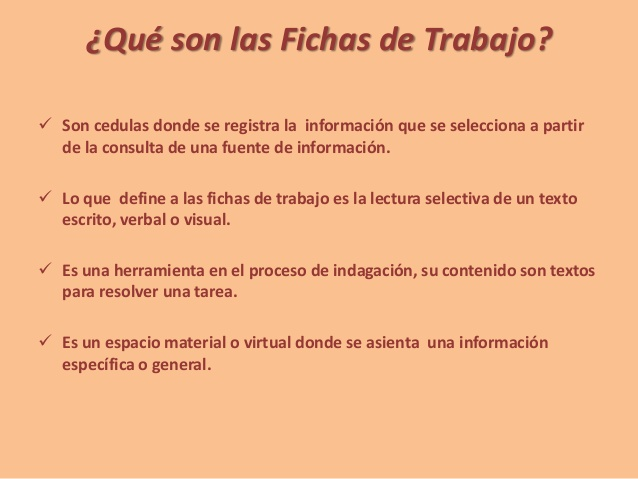 ¿Qué son las Fichas de Trabajo?
✓ Son cedulas donde se registra la información que se selecciona a partir
de la consulta de una fuente de información.
✓ Lo que define a las fichas de trabajo es la lectura selectiva de un texto
escrito, verbal o visual.
✓ Es una herramienta en el proceso de indagación, su contenido son textos
para resolver una tarea.
✓ Es un espacio material o virtual donde se asienta una información
específica o general.